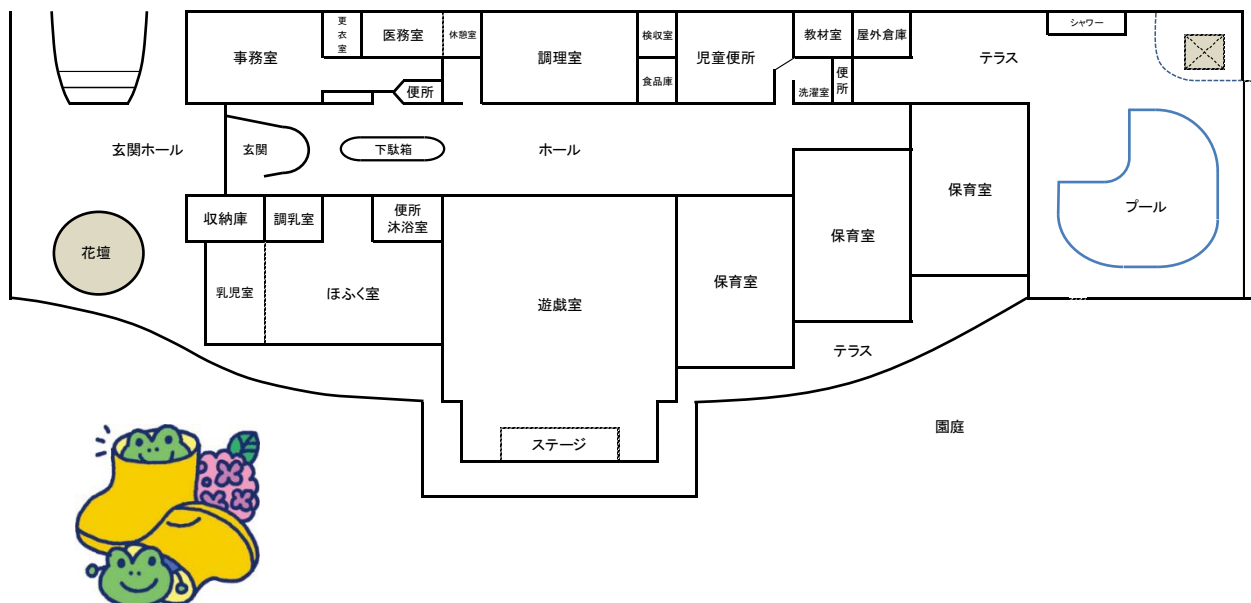 更
衣
室
医務室
休憩室
事務室
便所
調理室
検収室
食品庫
児童便所
教材室
屋外倉庫
洗濯室
便
所
テラス
シャワー
玄関ホール
玄関
下駄箱
ホール
保育室
プール
収納庫
調乳室
便所
沐浴室
花壇
乳児室
ほふく室
遊戯室
保育室
保育室
テラス
ステージ
園庭